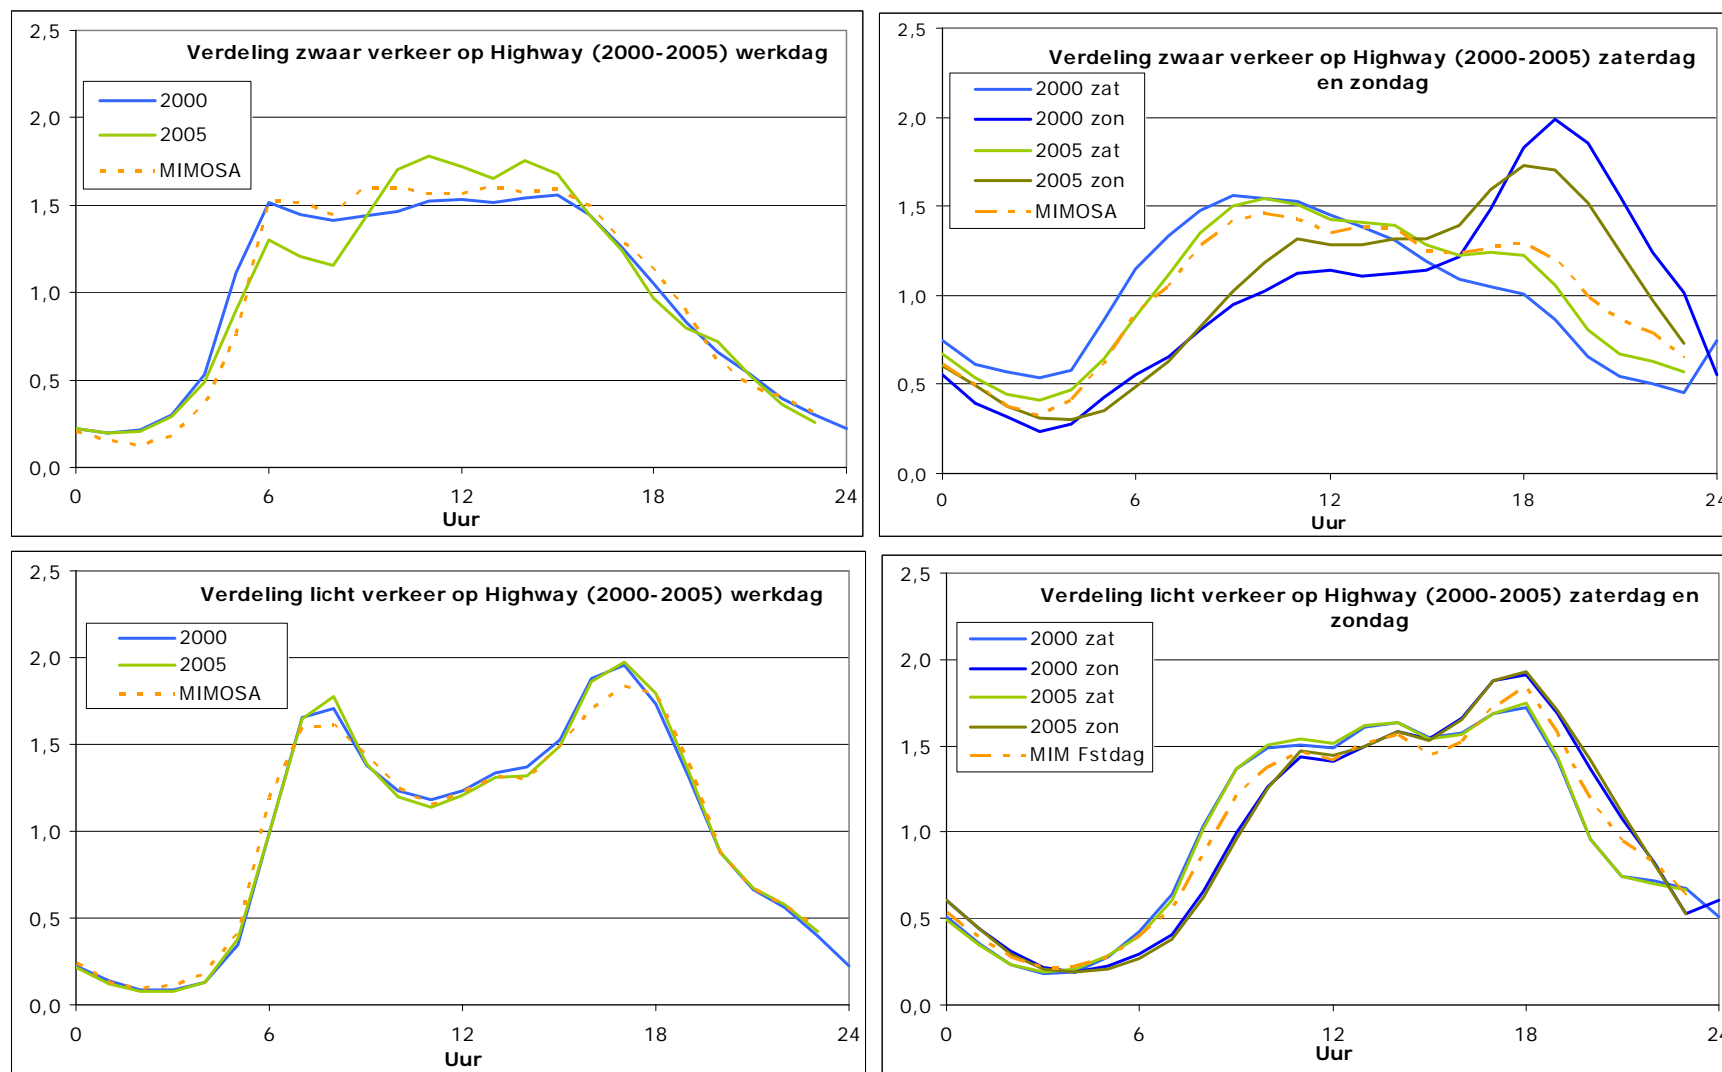 Verdeling zwaar verkeer op Highway (2000-2005) werkdag
2000
2005
MIMOSA
2,5
2,0
1,5
1,0
0,5
0,0
0 6 12 18 24
Uur
Verdeling zwaar verkeer op Highway (2000-2005) zaterdag
en zondag
2000 zat
2000 zon
2005 zat
2005 zon
MIMOSA
2,5
2,0
1,5
1,0
0,5
0,0
0 6 12 18 24
Uur
Verdeling licht verkeer op Highway (2000-2005) werkdag
2000
2005
MIMOSA
2,5
2,0
1,5
1,0
0,5
0,0
0 6 12 18 24
Uur
Verdeling licht verkeer op Highway (2000-2005) zaterdag en
zondag
2000 zat
2000 zon
2005 zat
2005 zon
MIM Fstdag
2,5
2,0
1,5
1,0
0,5
0,0
0 6 12 18 24
Uur